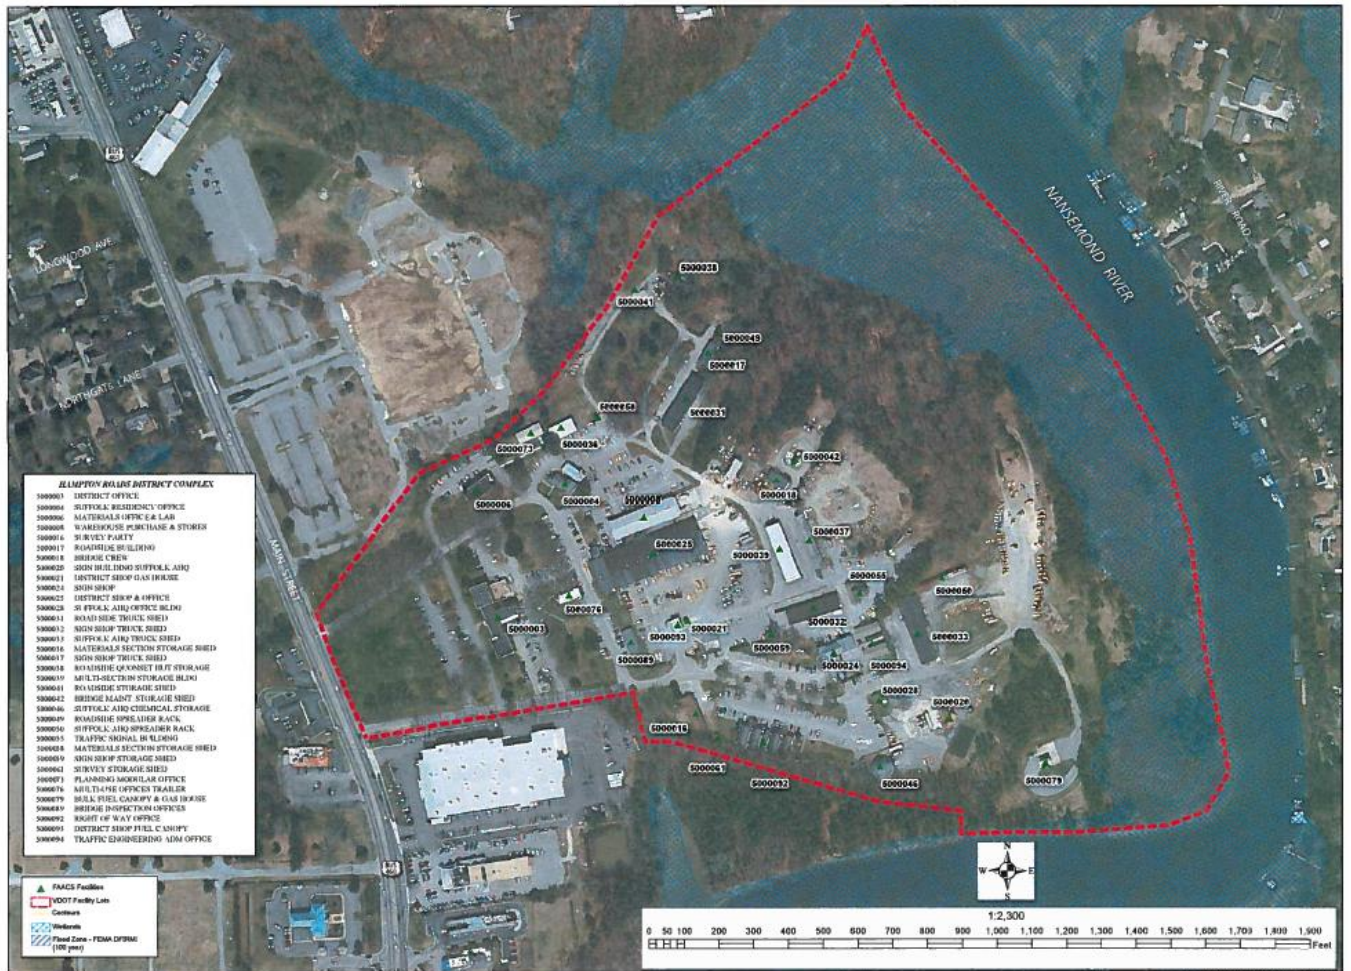 BUS
460
LONGWOOD AVE
NORTHGATE LANE
MAIN STREET
NANSEMOND RIVER
RIVER ROAD
5000038
5000041
5000049
5000017
5000031
5000058
5000073
5000036
5000042
5000018
5000006
5000004
5000008
5000037
5000025
5000039
5000055
5000050
5000076
5000003
5000093
5000021
5000032
5000033
5000089
5000059
5000024
5000094
5000028
5000020
5000016
5000061
5000092
5000046
5000079
HAMPTON ROADS DISTRICT COMPLEX
5000003 DISTRICT OFFICE
5000004 SUFFOLK RESIDENCY OFFICE
5000006 MATERIALS OFFICE & LAB
5000008 WAREHOUSE PURCHASE & STORES
5000016 SURVEY PARTY
5000017 ROADSIDE BUILDING
5000018 BRIDGE CREW
5000020 SIGN BUILDING SUFFOLK AHQ
5000021 DISTRICT SHOP GAS HOUSE
5000024 SIGN SHOP
5000025 DISTRICT SHOP & OFFICE
5000028 SUFFOLK AHQ OFFICE BLDG
5000031 ROAD SIDE TRUCK SHED
5000032 SIGN SHOP TRUCK SHED
5000033 SUFFOLK AHQ TRUCK SHED
5000036 MATERIALS SECTION STORAGE SHED
5000037 SIGN SHOP TRUCK SHED
5000038 ROADSIDE QUONSET HUT STORAGE
5000039 MULTI-SECTION STORAGE BLDG
5000041 ROADSIDE STORAGE SHED
5000042 BRIDGE MAINT STORAGE SHED
5000046 SUFFOLK AHQ CHEMICAL STORAGE
5000049 ROADSIDE SPREADER RACK
5000050 SUFFOLK AHQ SPREADER RACK
5000055 TRAFFIC SIGNAL BUILDING
5000058 MATERIALS SECTION STORAGE SHED
5000059 SIGN SHOP STORAGE SHED
5000061 SURVEY STORAGE SHED
5000073 PLANNING MODULAR OFFICE
5000076 MULTI-USE OFFICES TRAILER
5000079 BULK FUEL CANOPY & GAS HOUSE
5000089 BRIDGE INSPECTION OFFICES
5000092 RIGHT OF WAY OFFICE
5000093 DISTRICT SHOP FUEL CANOPY
5000094 TRAFFIC ENGINEERING ADM OFFICE
BUS
460
FAACS Facilities
VDOT Facility Lots
Contours
Wetlands
Flood Zone - FEMA DFIRM
(100 year)
N
W E
S
1:2,300
0 50 100 200 300 400 500 600 700 800 900 1,000 1,100 1,200 1,300 1,400 1,500 1,600 1,700 1,800 1,900
Feet